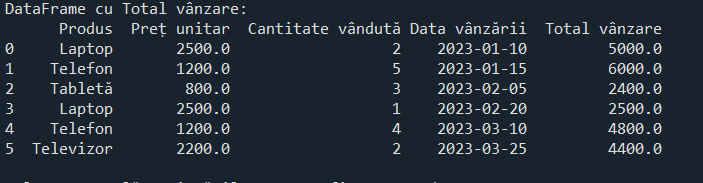 DataFrame cu Total vânzare:
Produs Preț unitar Cantitate vândută Data vânzării Total vânzare
0 Laptop 2500.0 2 2023-01-10 5000.0
1 Telefon 1200.0 5 2023-01-15 6000.0
2 Tabletă 800.0 3 2023-02-05 2400.0
3 Laptop 2500.0 1 2023-02-20 2500.0
4 Telefon 1200.0 4 2023-03-10 4800.0
5 Televizor 2200.0 2 2023-03-25 4400.0